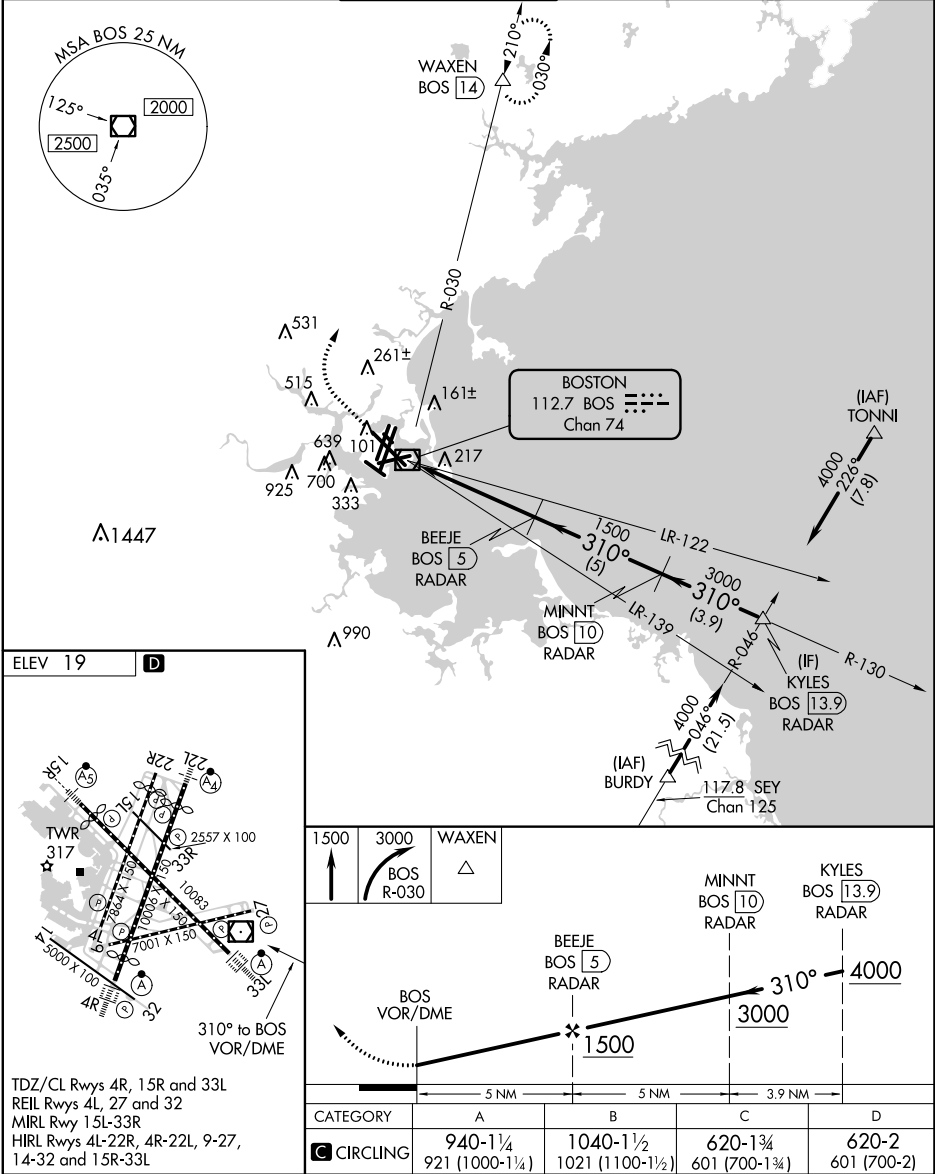 MSA BOS 25 NM
125°
2000
2500
035°
WAXEN
BOS 14
210°
030°
R-030
531
261±
515
161±
101
639
217
925
700
333
1447
990
BOSTON
112.7 BOS
Chan 74
(IAF)
TONNI
4000
226°
(7.8)
LR-122
1500
310°
(5)
BEEJE
BOS 5
RADAR
3000
310°
(3.9)
MINNT
BOS 10
RADAR
LR-139
R-046
R-130
(IF)
KYLES
BOS 13.9
RADAR
4000
046°
(21.5)
(IAF)
BURDY
117.8 SEY
Chan 125
ELEV 19
D
15R
A5
22R
22L
A4
15L
P
P
P
P
2557 X 100
33R
TWR
317
7864 X 150
10006 X 150
10083 X 150
P
P
P
P
27
4L
9
7001 X 150
14
5000 X 100
32
4R
P
A
A
33L
310° to BOS
VOR/DME
TDZ/CL Rwys 4R, 15R and 33L
REIL Rwys 4L, 27 and 32
MIRL Rwy 15L-33R
HIRL Rwys 4L-22R, 4R-22L, 9-27,
14-32 and 15R-33L
1500
3000
BOS
R-030
WAXEN
MINNT
BOS 10
RADAR
KYLES
BOS 13.9
RADAR
BEEJE
BOS 5
RADAR
BOS
VOR/DME
310°
4000
3000
1500
5 NM
5 NM
3.9 NM
CATEGORY A B C D
C CIRCLING
940-1¼ 1040-1½ 620-1¾ 620-2
921 (1000-1¼) 1021 (1100-1½) 601 (700-1¾) 601 (700-2)